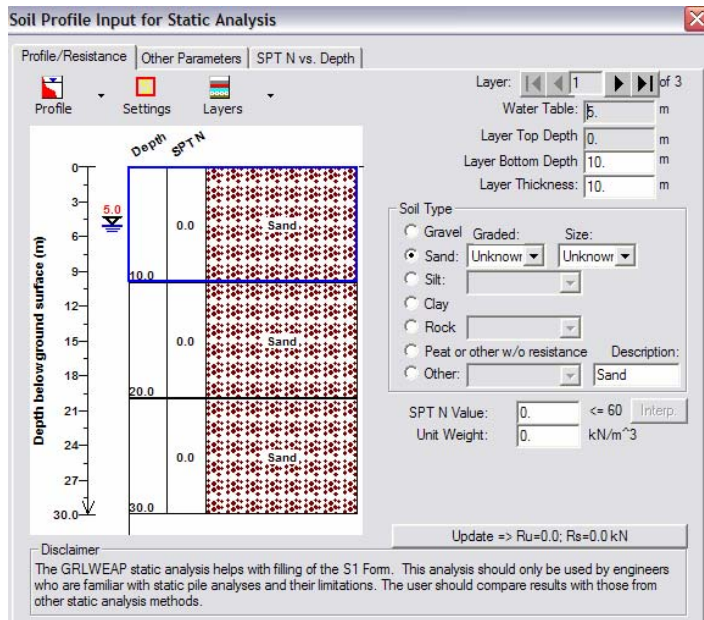 Soil Profile Input for Static Analysis
Profile/Resistance Other Parameters SPT N vs. Depth
Profile Settings Layers
Layer: 1 of 3
Water Table: 5. m
Layer Top Depth 0. m
Layer Bottom Depth 10. m
Layer Thickness: 10. m
Depth SPT N
Depth below ground surface (m)
0
3
5.0
6
9
12
15
18
21
24
27
30.0
0.0 Sand
10.0
0.0 Sand
20.0
0.0 Sand
30.0
Soil Type
Gravel Graded: Size:
Sand: Unknowr Unknowr
Silt:
Clay
Rock
Peat or other w/o resistance Description:
Other: Sand
SPT N Value: 0. <= 60 Interp.
Unit Weight: 0. kN/m^3
Update => Ru=0.0; Rs=0.0 kN
Disclaimer
The GRLWEAP static analysis helps with filling of the S1 Form. This analysis should only be used by engineers
who are familiar with static pile analyses and their limitations. The user should compare results with those from
other static analysis methods.